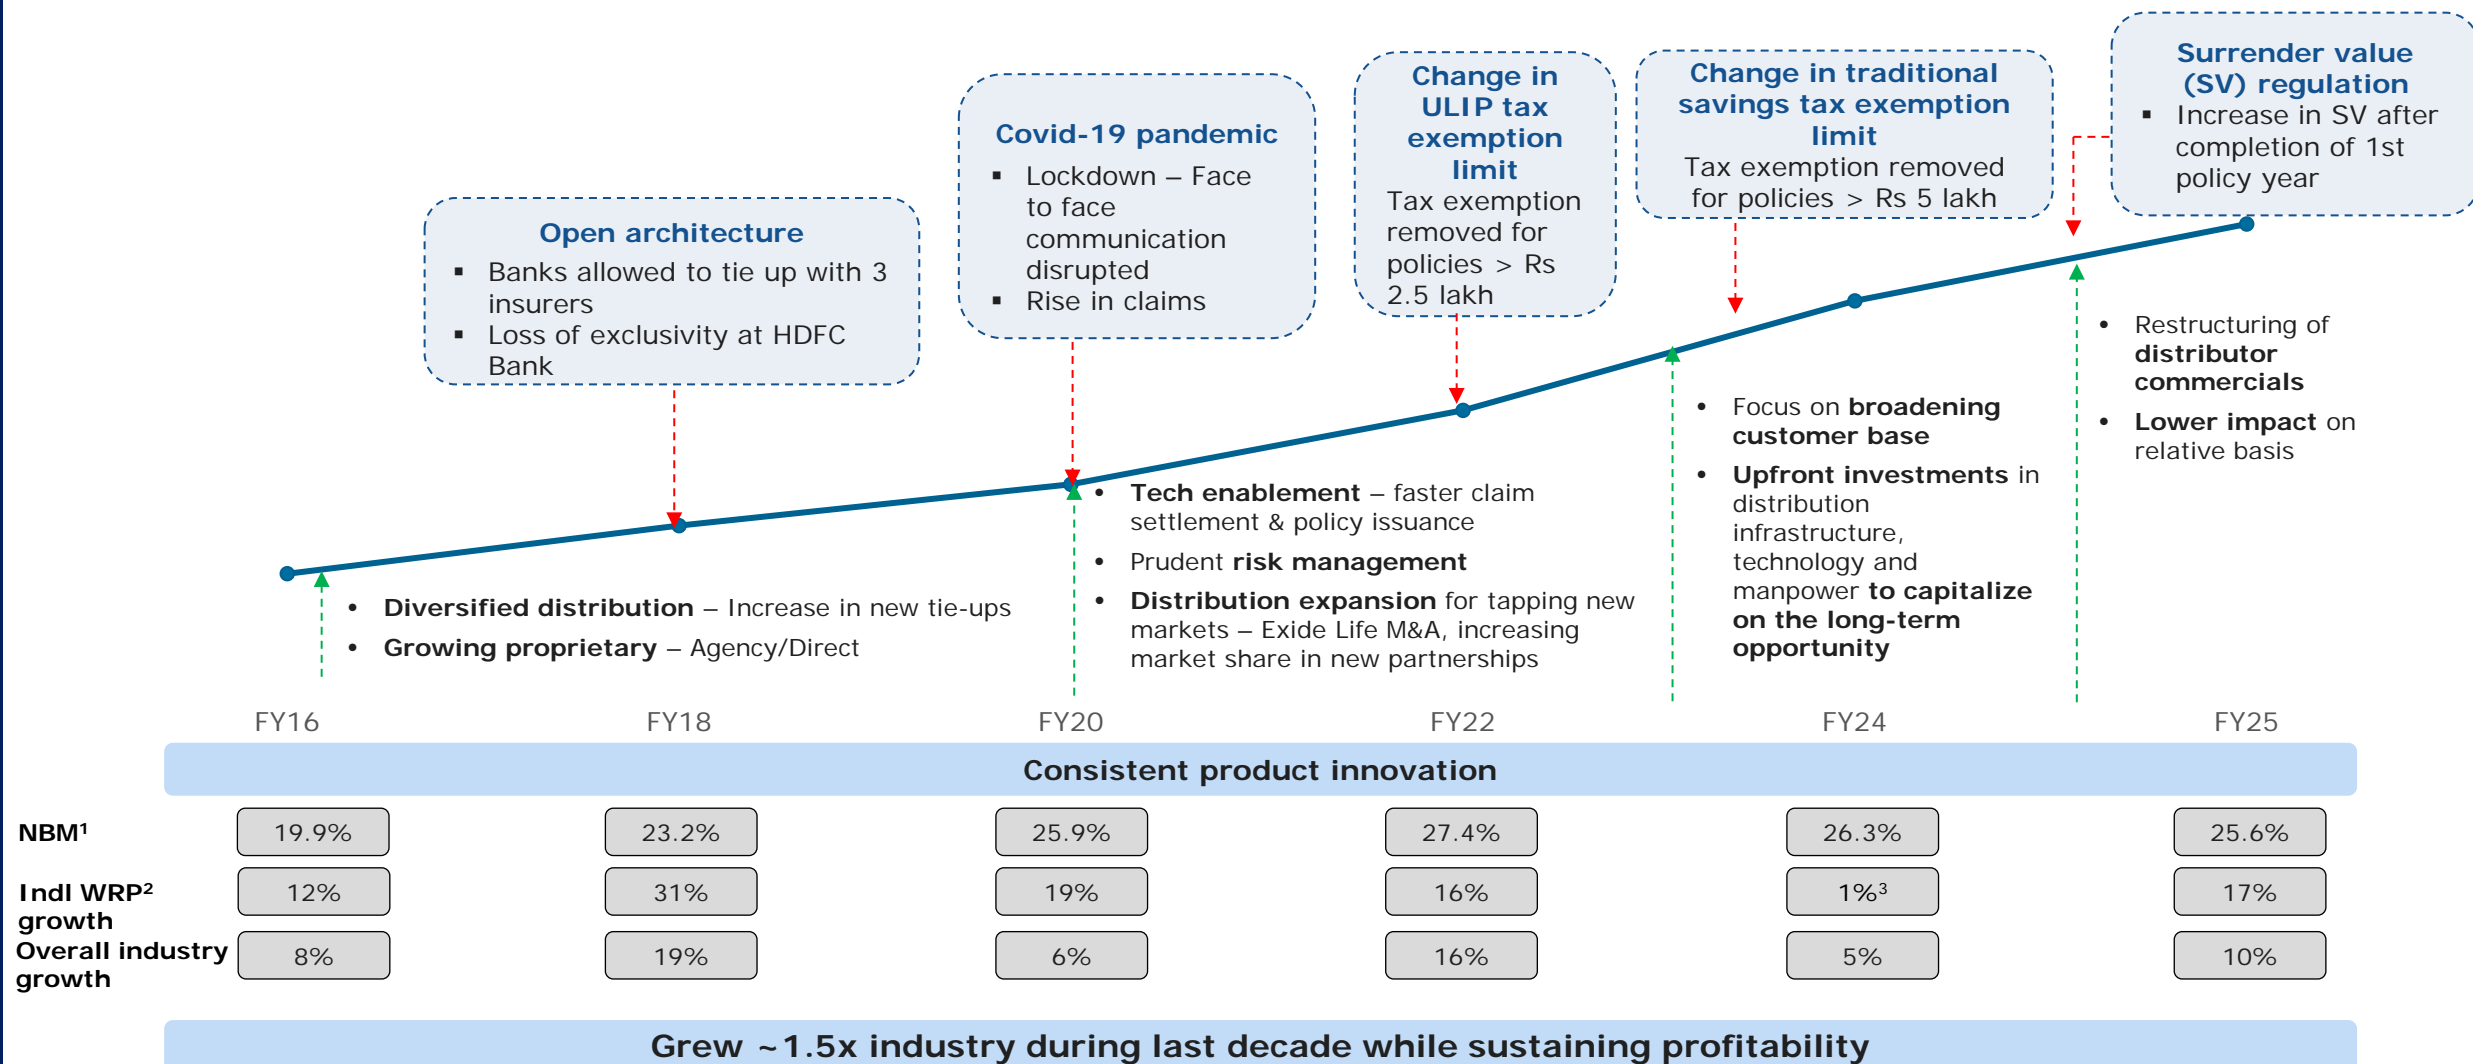 Open architecture
▪ Banks allowed to tie up with 3
insurers
▪ Loss of exclusivity at HDFC
Bank
Covid-19 pandemic
▪ Lockdown – Face
to face
communication
disrupted
▪ Rise in claims
Change in
ULIP tax
exemption
limit
Tax exemption
removed for
policies > Rs
2.5 lakh
Change in traditional
savings tax exemption
limit
Tax exemption removed
for policies > Rs 5 lakh
Surrender value
(SV) regulation
▪ Increase in SV after
completion of 1st
policy year
• Diversified distribution – Increase in new tie-ups
• Growing proprietary – Agency/Direct
• Tech enablement – faster claim
settlement & policy issuance
• Prudent risk management
• Distribution expansion for tapping new
markets – Exide Life M&A, increasing
market share in new partnerships
• Focus on broadening
customer base
• Upfront investments in
distribution
infrastructure,
technology and
manpower to capitalize
on the long-term
opportunity
• Restructuring of
distributor
commercials
• Lower impact on
relative basis
FY16 FY18 FY20 FY22 FY24 FY25
Consistent product innovation
NBM¹ 19.9% 23.2% 25.9% 27.4% 26.3% 25.6%
Indl WRP² 12% 31% 19% 16% 1%³ 17%
growth
Overall industry 8% 19% 6% 16% 5% 10%
growth
Grew ~1.5x industry during last decade while sustaining profitability